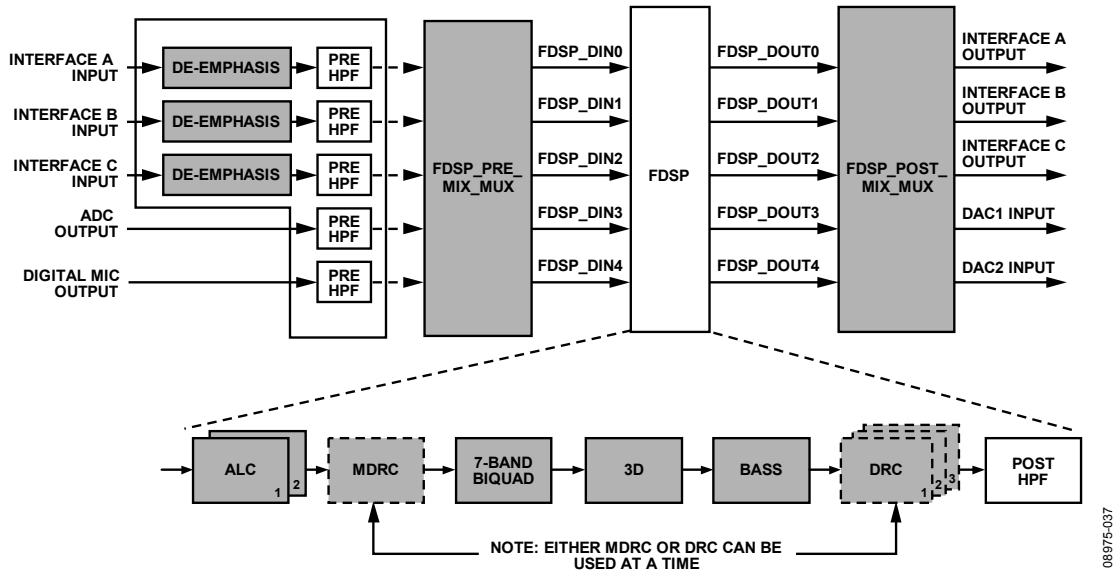 INTERFACE A
INPUT
DE-EMPHASIS
PRE
HPF
INTERFACE B
INPUT
DE-EMPHASIS
PRE
HPF
INTERFACE C
INPUT
DE-EMPHASIS
PRE
HPF
ADC
OUTPUT
PRE
HPF
DIGITAL MIC
OUTPUT
PRE
HPF
FDSP_PRE_
MIX_MUX
FDSP_DIN0
FDSP_DIN1
FDSP_DIN2
FDSP_DIN3
FDSP_DIN4
FDSP
FDSP_DOUT0
FDSP_DOUT1
FDSP_DOUT2
FDSP_DOUT3
FDSP_DOUT4
FDSP_POST_
MIX_MUX
INTERFACE A
OUTPUT
INTERFACE B
OUTPUT
INTERFACE C
OUTPUT
DAC1 INPUT
DAC2 INPUT
ALC
1
2
MDRC
7-BAND
BIQUAD
3D
BASS
DRC
1
2
3
POST
HPF
NOTE: EITHER MDRC OR DRC CAN BE
USED AT A TIME
08975-037